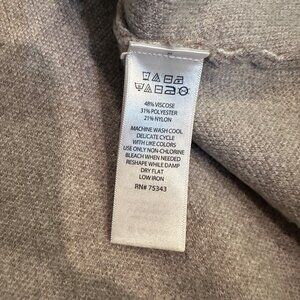 48% VISCOSE
31% POLYESTER
21% NYLON
MACHINE WASH COOL
DELICATE CYCLE
WITH LIKE COLORS
USE ONLY NON-CHLORINE
BLEACH WHEN NEEDED
RESHAPE WHILE DAMP
DRY FLAT
LOW IRON
RN# 75343